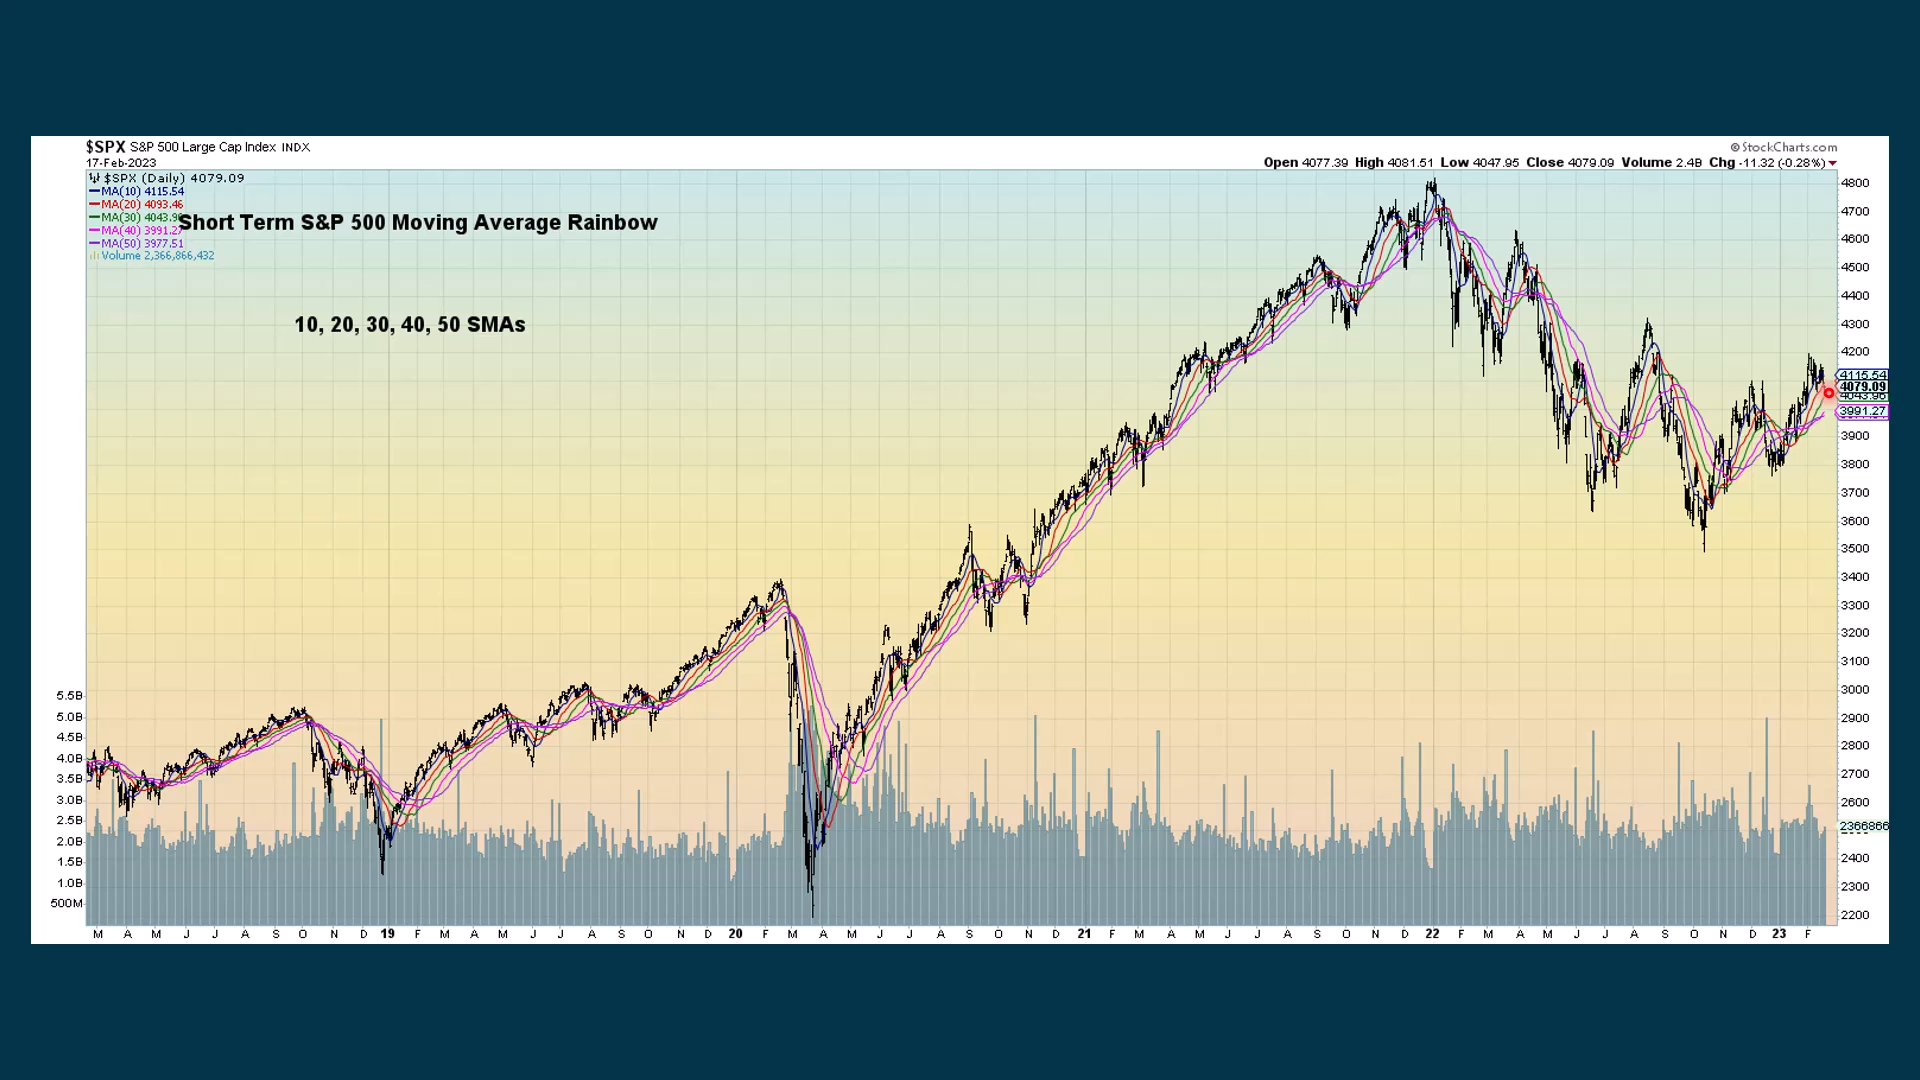 $SPX S&P 500 Large Cap Index INDX
© StockCharts.com
17-Feb-2023
Open 4077.39 High 4081.51 Low 4047.95 Close 4079.09 Volume 2.4B Chg -11.32 (-0.28%)
$SPX (Daily) 4079.09
MA(10) 4115.54
MA(20) 4093.46
MA(30) 4043.96
MA(40) 3991.27
MA(50) 3977.51
Volume 2,366,866,432
Short Term S&P 500 Moving Average Rainbow
10, 20, 30, 40, 50 SMAs
4800
4700
4600
4500
4400
4300
4200
4115.54
4079.09
4043.96
3991.27
3900
3800
3700
3600
3500
3400
3300
3200
3100
3000
2900
2800
2700
2600
2366866
2400
2300
2200
5.5B
5.0B
4.5B
4.0B
3.5B
3.0B
2.5B
2.0B
1.5B
1.0B
500M
M A M J J A S O N D 19 F M A M J J A S O N D 20 F M A M J J A S O N D 21 F M A M J J A S O N D 22 F M A M J J A S O N D 23 F